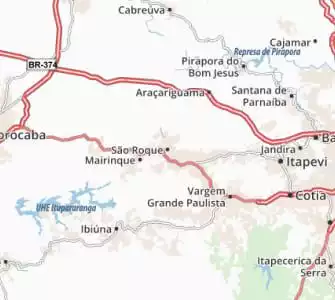 Cabreúva
BR-374
Cajamar
Represa de Pirapora
Pirapora do
Bom Jesus
Araçariguama
Santana de
Parnaíba
orocaba
Ba
São Roque
Jandira
Mairinque
Itapevi
Vargem
Grande Paulista
Cotia
UHE Itupararanga
Ibiúna
Itapecerica da
Serra